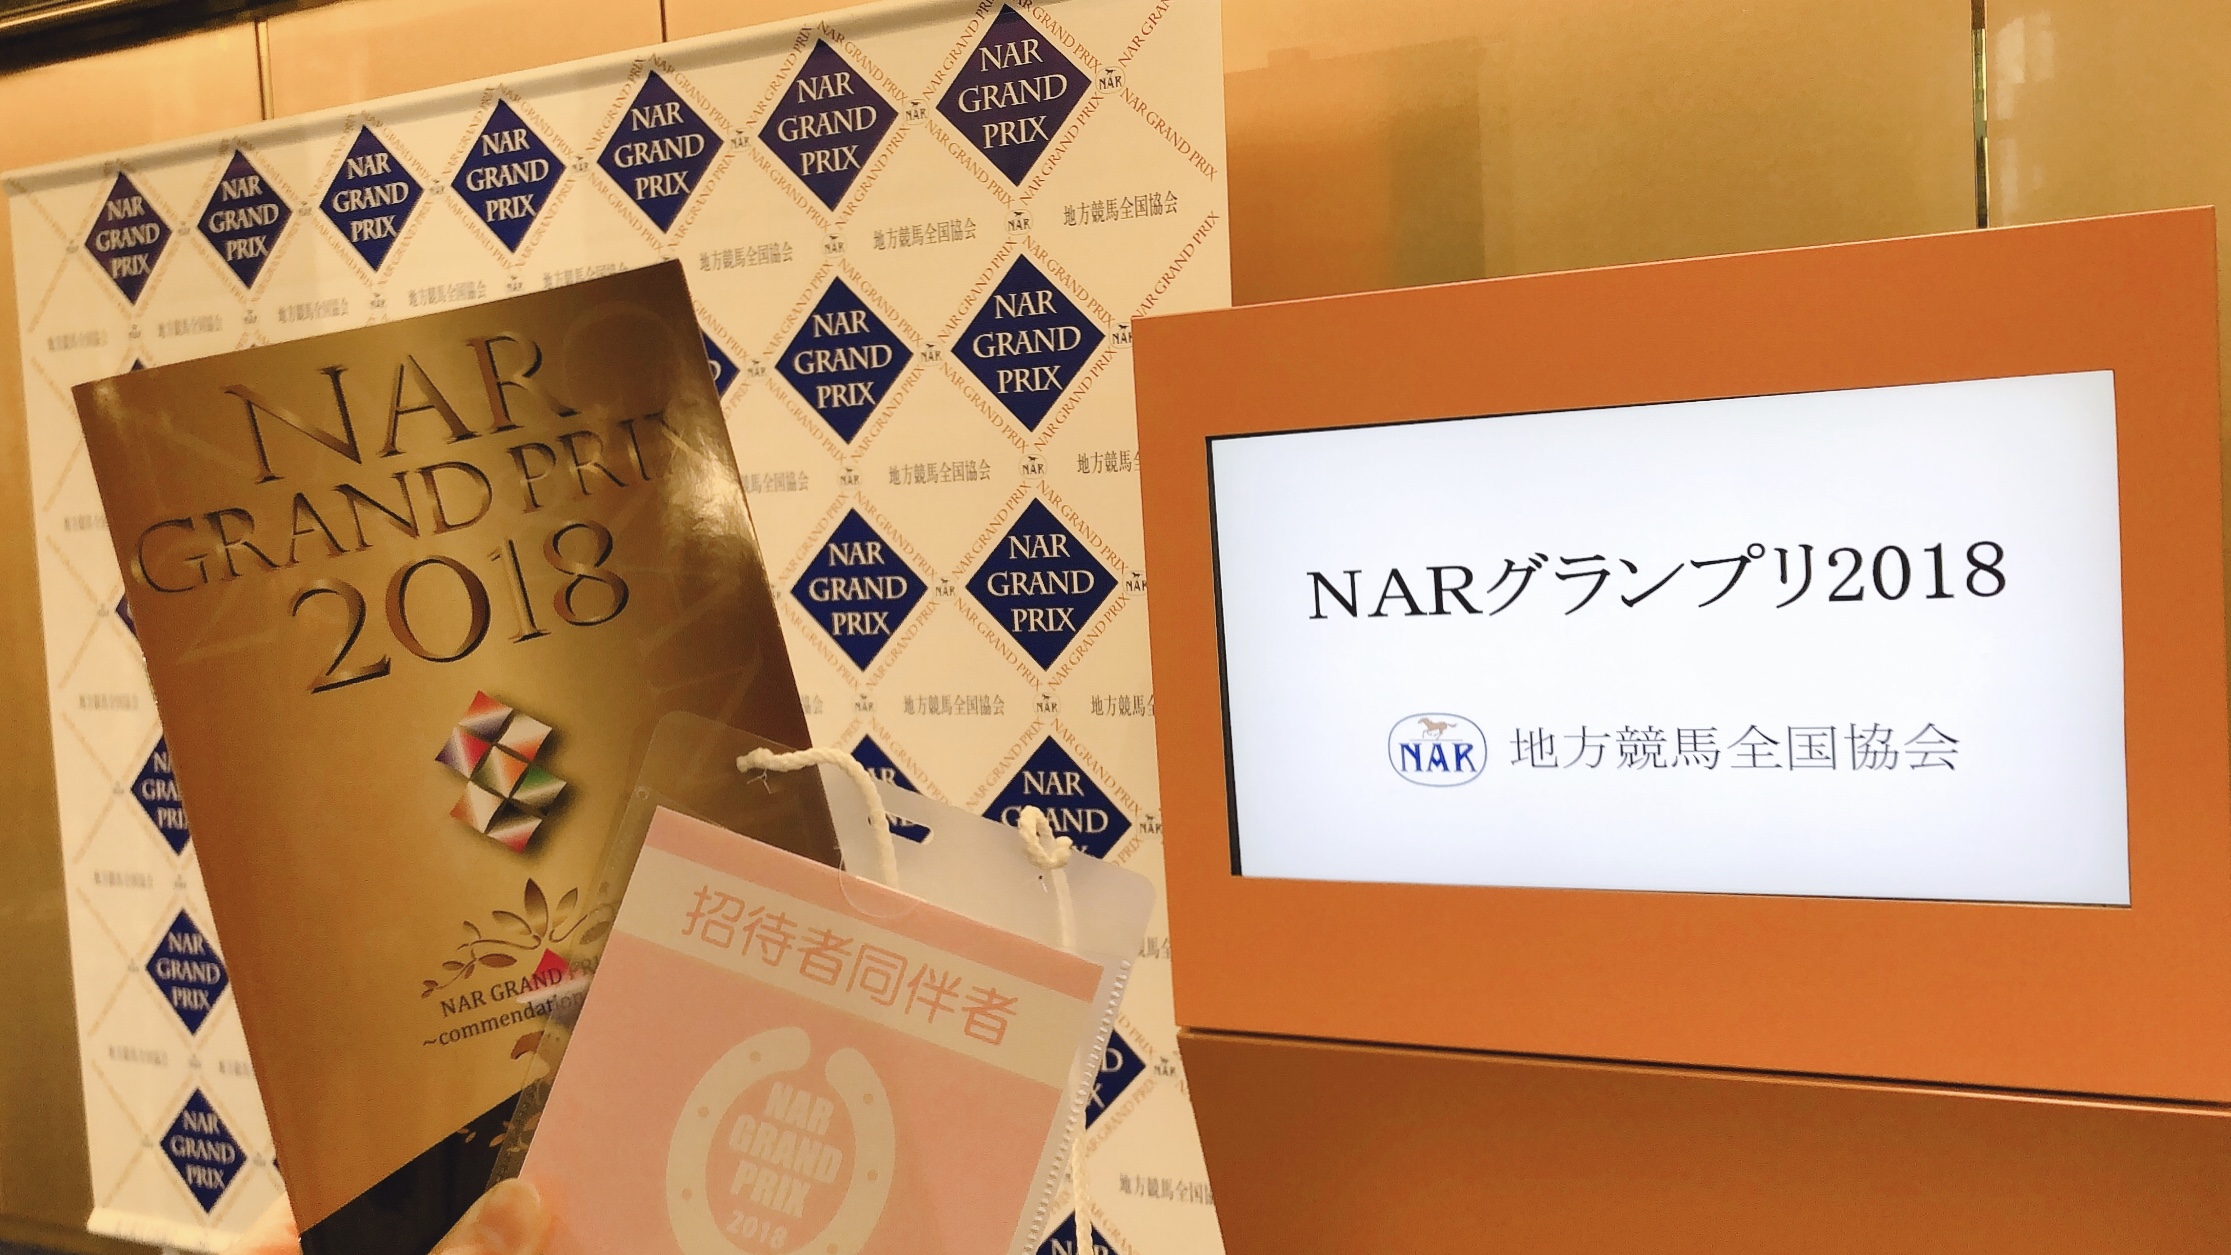 NAR
GRAND PRIX
2018
NAR GRAND PRI
~commendation
招待者同伴者
NAR
GRAND
PRIX
2018
NARグランプリ2018
NAR 地方競馬全国協会
NAR
GRAND
PRIX
NAR GRAND PRIX
地方競馬全国協会
NAR